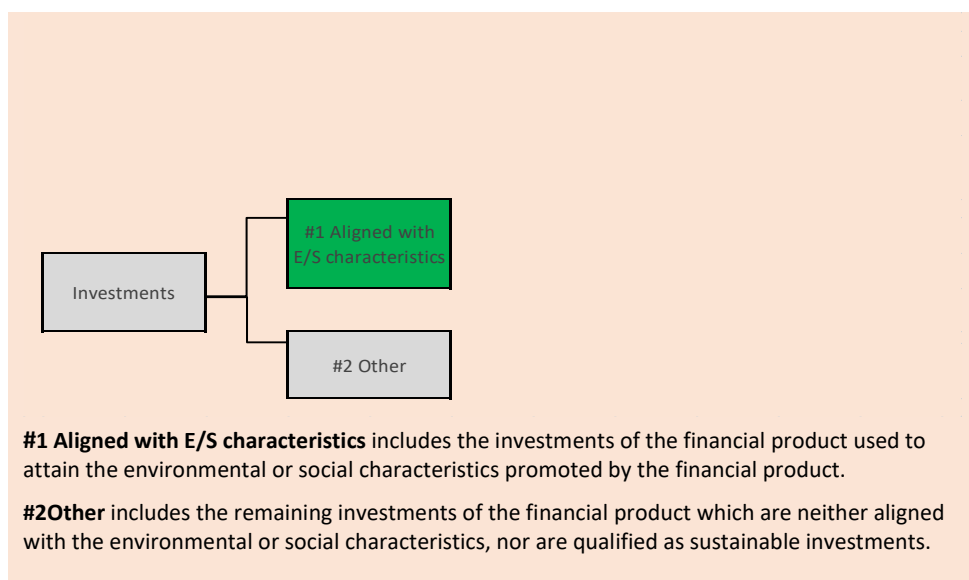 #1 Aligned with
E/S characteristics
Investments
#2 Other
#1 Aligned with E/S characteristics includes the investments of the financial product used to
attain the environmental or social characteristics promoted by the financial product.
#2Other includes the remaining investments of the financial product which are neither aligned
with the environmental or social characteristics, nor are qualified as sustainable investments.